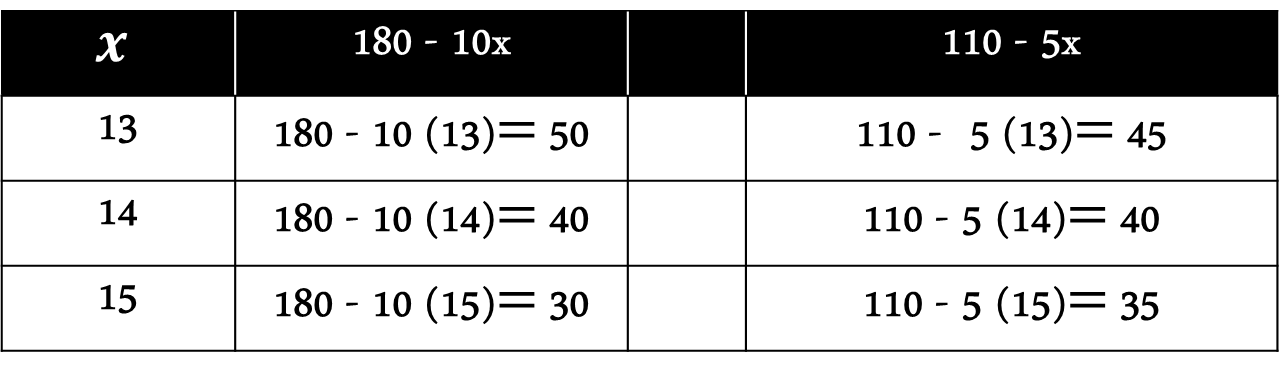 x 180 - 10x 110 - 5x
13 180 - 10 (13)= 50 110 - 5 (13)= 45
14 180 - 10 (14)= 40 110 - 5 (14)= 40
15 180 - 10 (15)= 30 110 - 5 (15)= 35